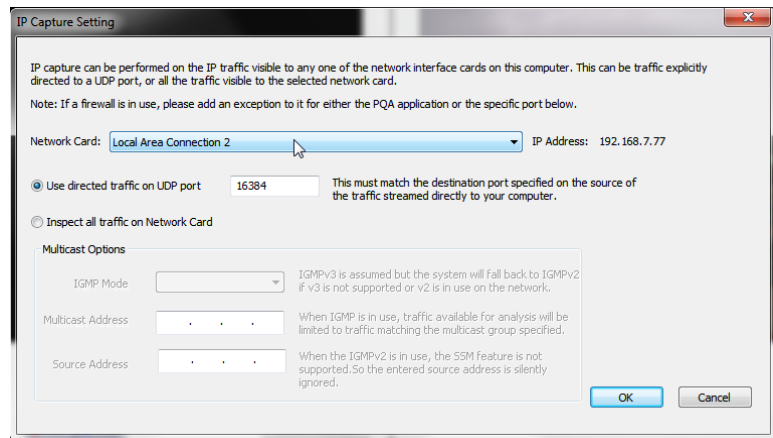 IP Capture Setting
IP capture can be performed on the IP traffic visible to any one of the network interface cards on this computer. This can be traffic explicitly
directed to a UDP port, or all the traffic visible to the selected network card.
Note: If a firewall is in use, please add an exception to it for either the PQA application or the specific port below.
Network Card: Local Area Connection 2 IP Address: 192.168.7.77
Use directed traffic on UDP port 16384 This must match the destination port specified on the source of
the traffic streamed directly to your computer.
Inspect all traffic on Network Card
Multicast Options
IGMP Mode IGMPv3 is assumed but the system will fall back to IGMPv2
if v3 is not supported or v2 is in use on the network.
Multicast Address . . . When IGMP is in use, traffic available for analysis will be
limited to traffic matching the multicast group specified.
Source Address . . . When the IGMPv2 is in use, the SSM feature is not
supported.So the entered source address is silently
ignored.
OK Cancel